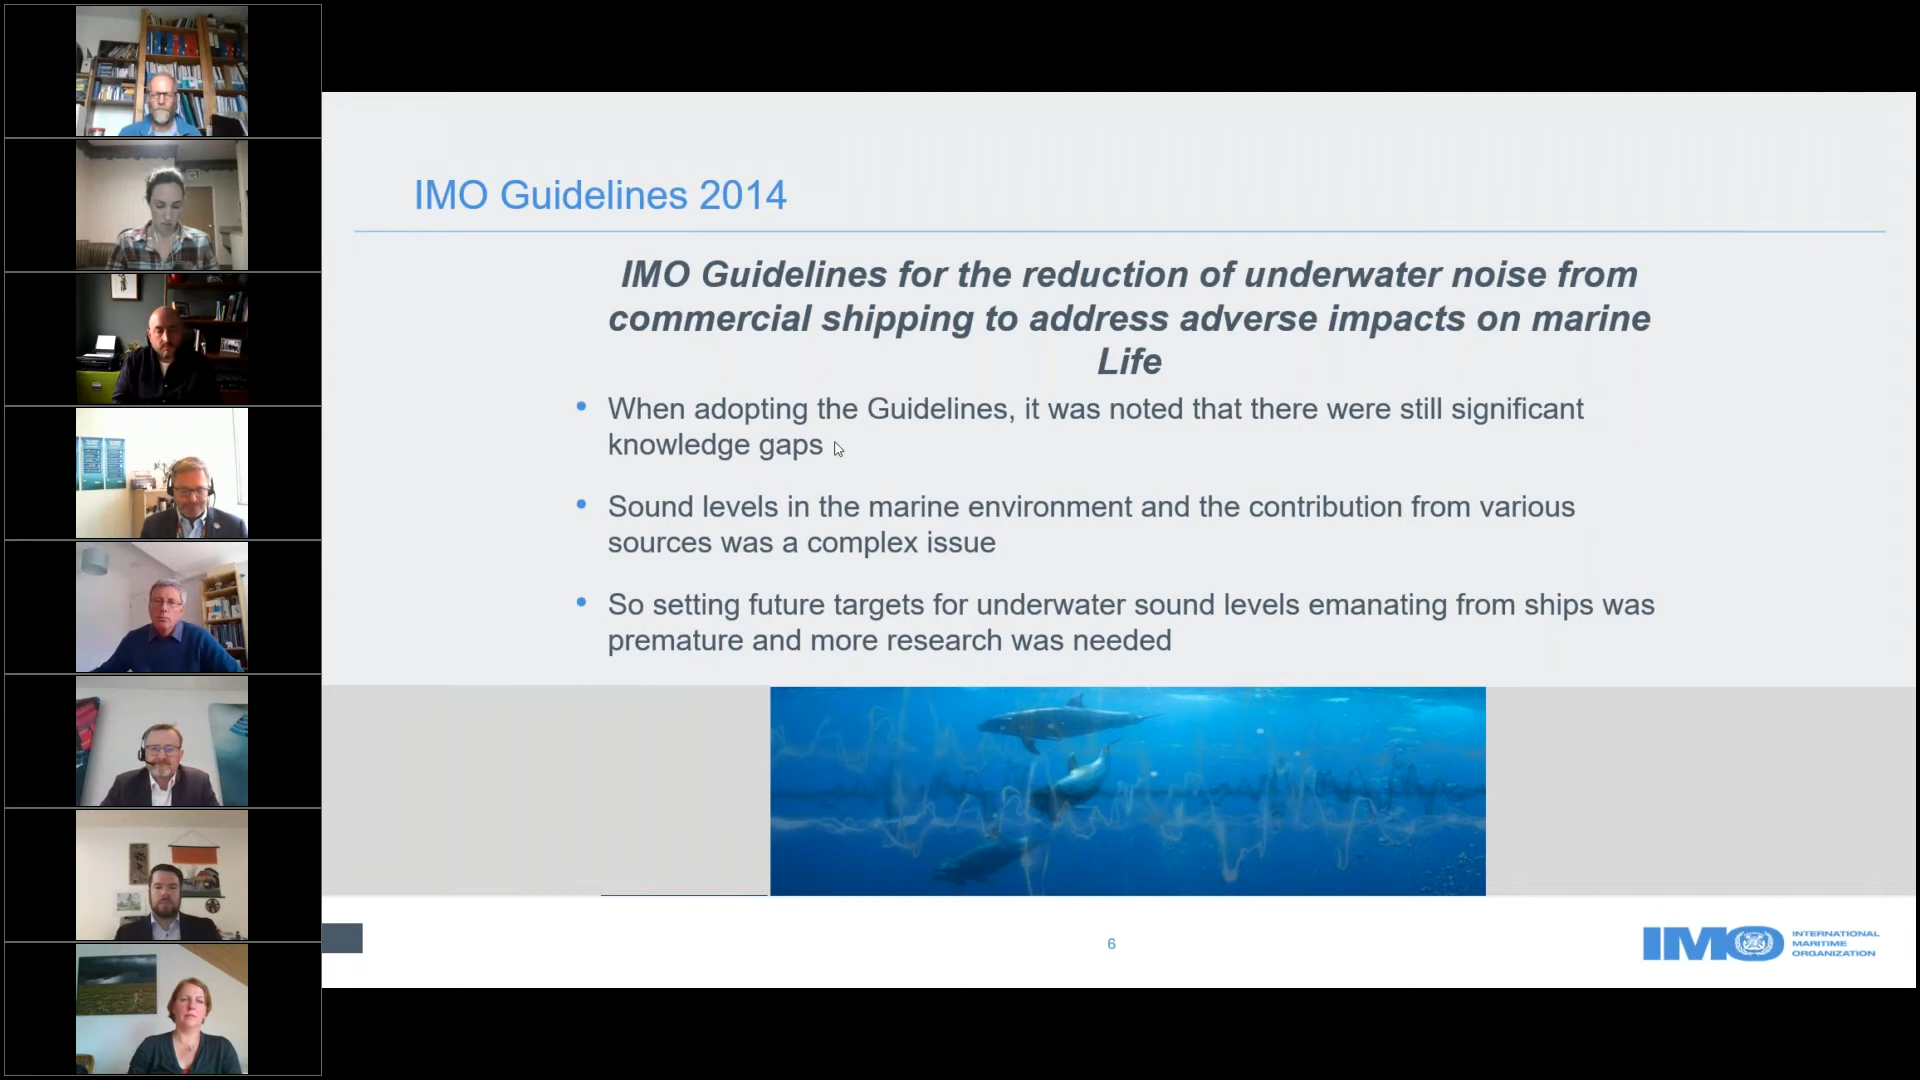 IMO Guidelines 2014
IMO Guidelines for the reduction of underwater noise from
commercial shipping to address adverse impacts on marine
Life
• When adopting the Guidelines, it was noted that there were still significant
knowledge gaps
• Sound levels in the marine environment and the contribution from various
sources was a complex issue
• So setting future targets for underwater sound levels emanating from ships was
premature and more research was needed
6
IMO
INTERNATIONAL
MARITIME
ORGANIZATION